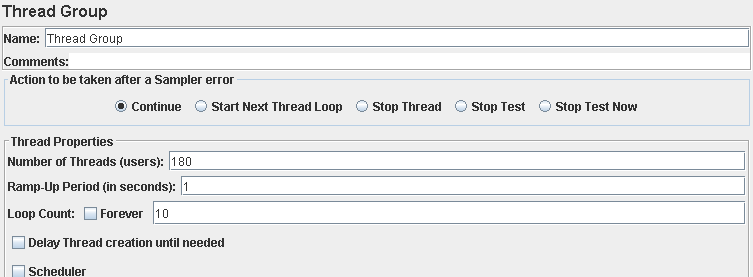 Thread Group
Name: Thread Group
Comments:
Action to be taken after a Sampler error
Continue Start Next Thread Loop Stop Thread Stop Test Stop Test Now
Thread Properties
Number of Threads (users): 180
Ramp-Up Period (in seconds): 1
Loop Count: Forever 10
Delay Thread creation until needed
Scheduler